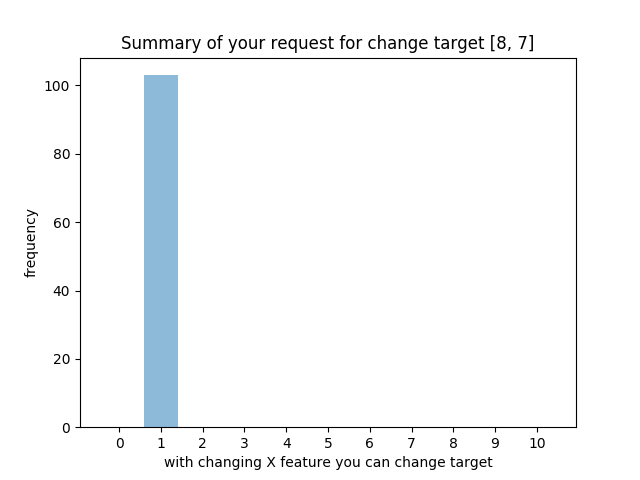 Summary of your request for change target [8, 7]
100
80
60
40
20
0
frequency
0 1 2 3 4 5 6 7 8 9 10
with changing X feature you can change target